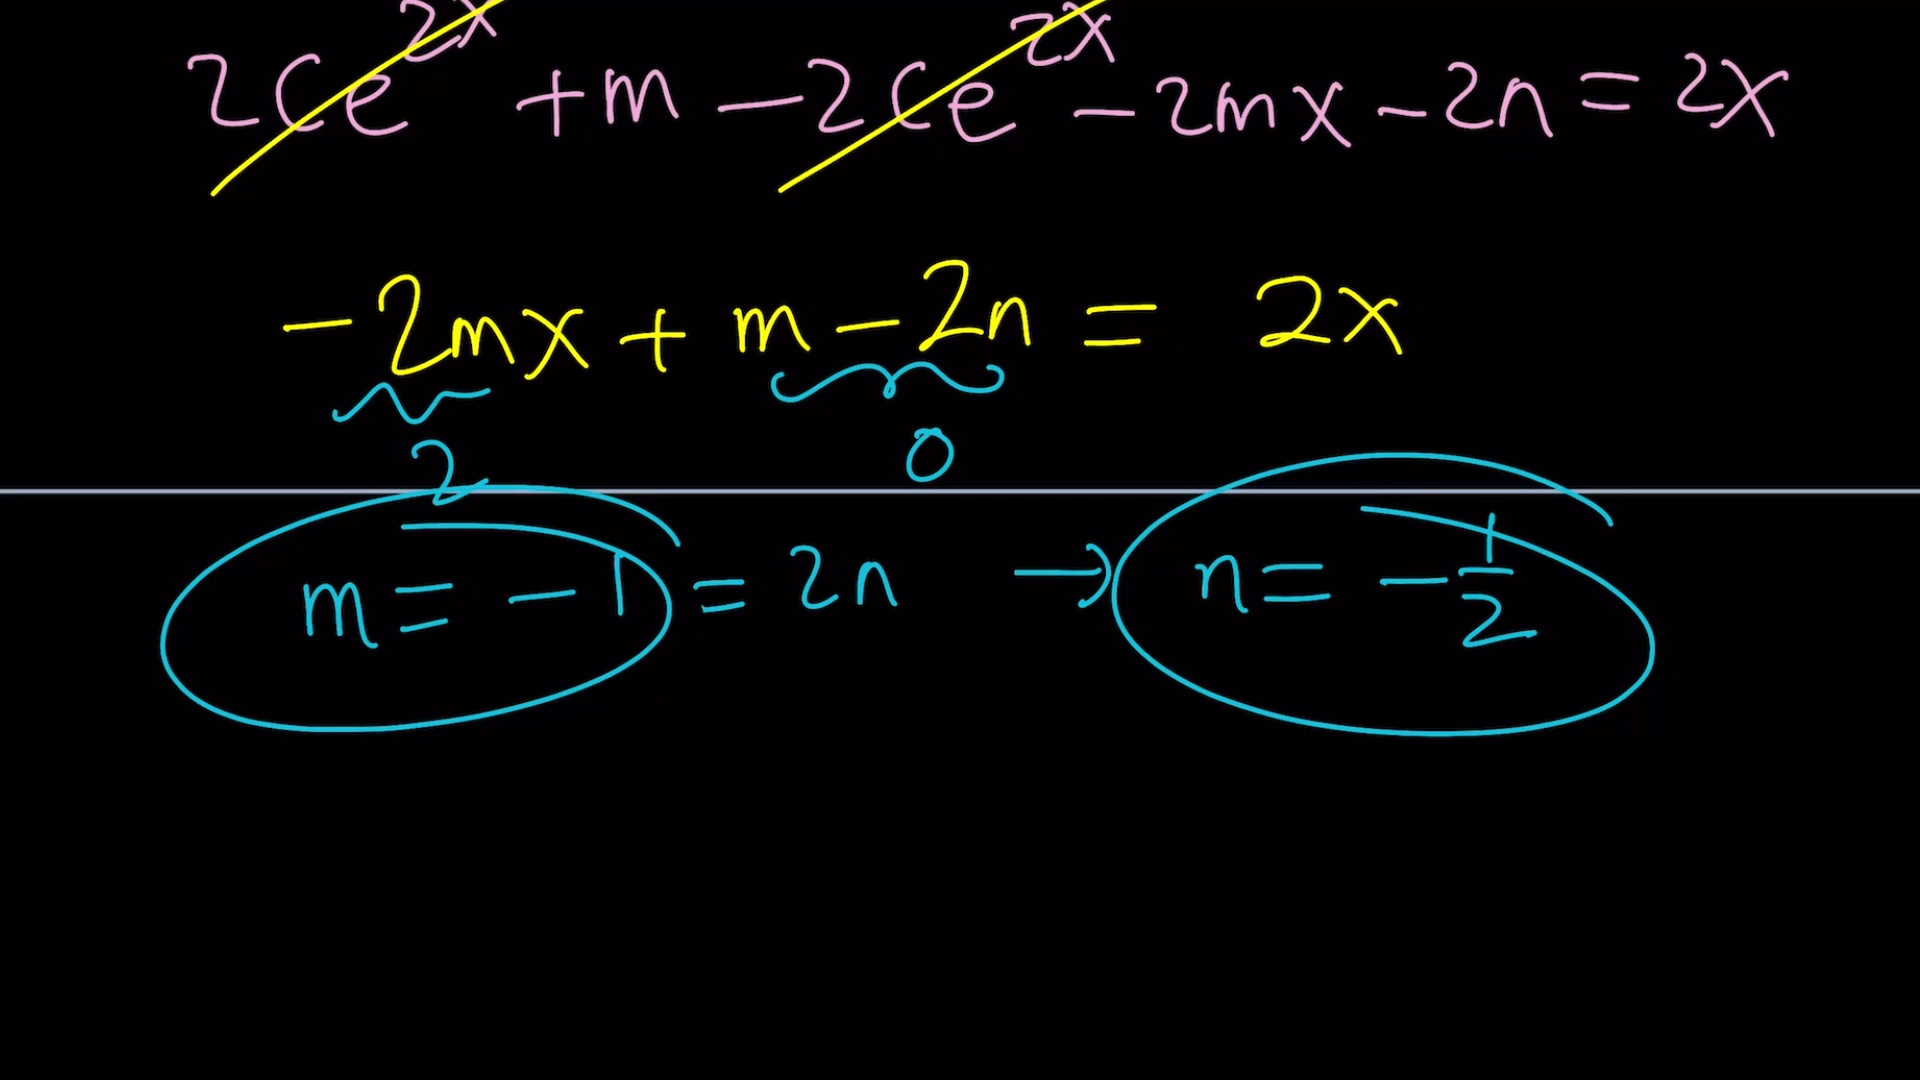 2Ce^2x + m - 2Ce^2x - 2mx - 2n = 2x
-2mx + m - 2n = 2x
2 0
m = -1 = 2n → n = -1/2